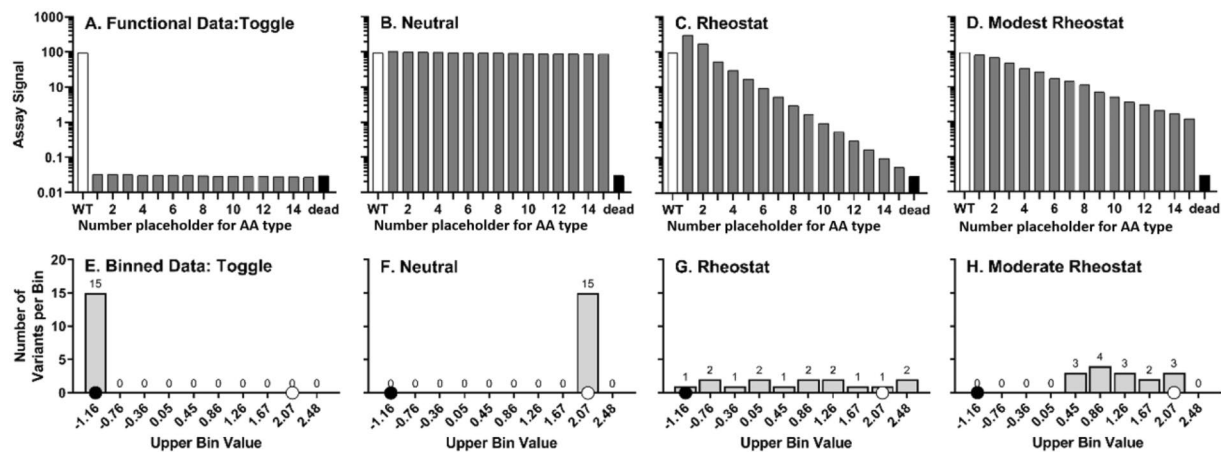 A. Functional Data:Toggle
1000
100
10
1
0.1
0.01
Assay Signal
WT 2 4 6 8 10 12 14 dead
Number placeholder for AA type
B. Neutral
WT 2 4 6 8 10 12 14 dead
Number placeholder for AA type
C. Rheostat
WT 2 4 6 8 10 12 14 dead
Number placeholder for AA type
D. Modest Rheostat
WT 2 4 6 8 10 12 14 dead
Number placeholder for AA type
E. Binned Data: Toggle
20
15
10
5
0
Number of
Variants per Bin
15 0 0 0 0 0 0 0 0 0
-1.16 -0.76 -0.36 0.05 0.45 0.86 1.26 1.67 2.07 2.48
Upper Bin Value
F. Neutral
0 0 0 0 0 0 0 0 15 0
-1.16 -0.76 -0.36 0.05 0.45 0.86 1.26 1.67 2.07 2.48
Upper Bin Value
G. Rheostat
1 2 1 2 1 2 2 1 1 2
-1.16 -0.76 -0.36 0.05 0.45 0.86 1.26 1.67 2.07 2.48
Upper Bin Value
H. Moderate Rheostat
0 0 0 0 3 4 3 2 3 0
-1.16 -0.76 -0.36 0.05 0.45 0.86 1.26 1.67 2.07 2.48
Upper Bin Value